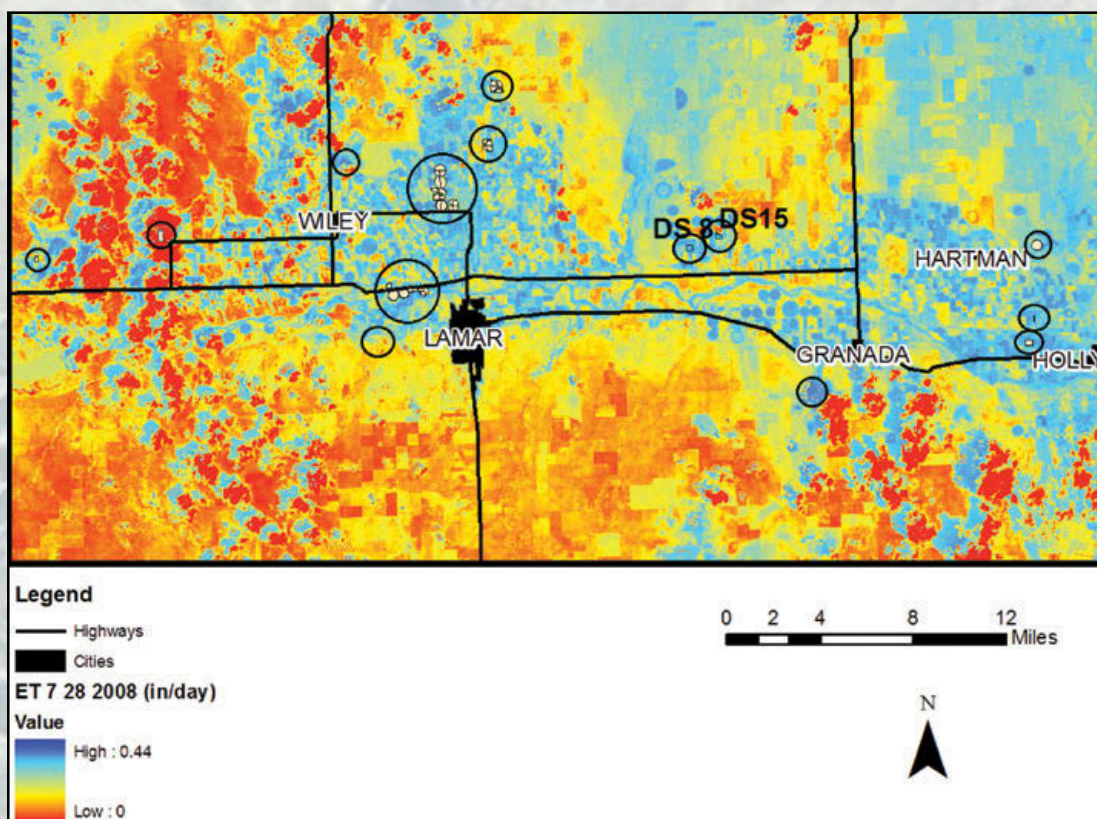 WILEY
DS 8
DS15
HARTMAN
LAMAR
GRANADA
HOLLY
Legend
Highways
Cities
ET 7 28 2008 (in/day)
Value
High : 0.44
Low : 0
0 2 4 8 12
Miles
N